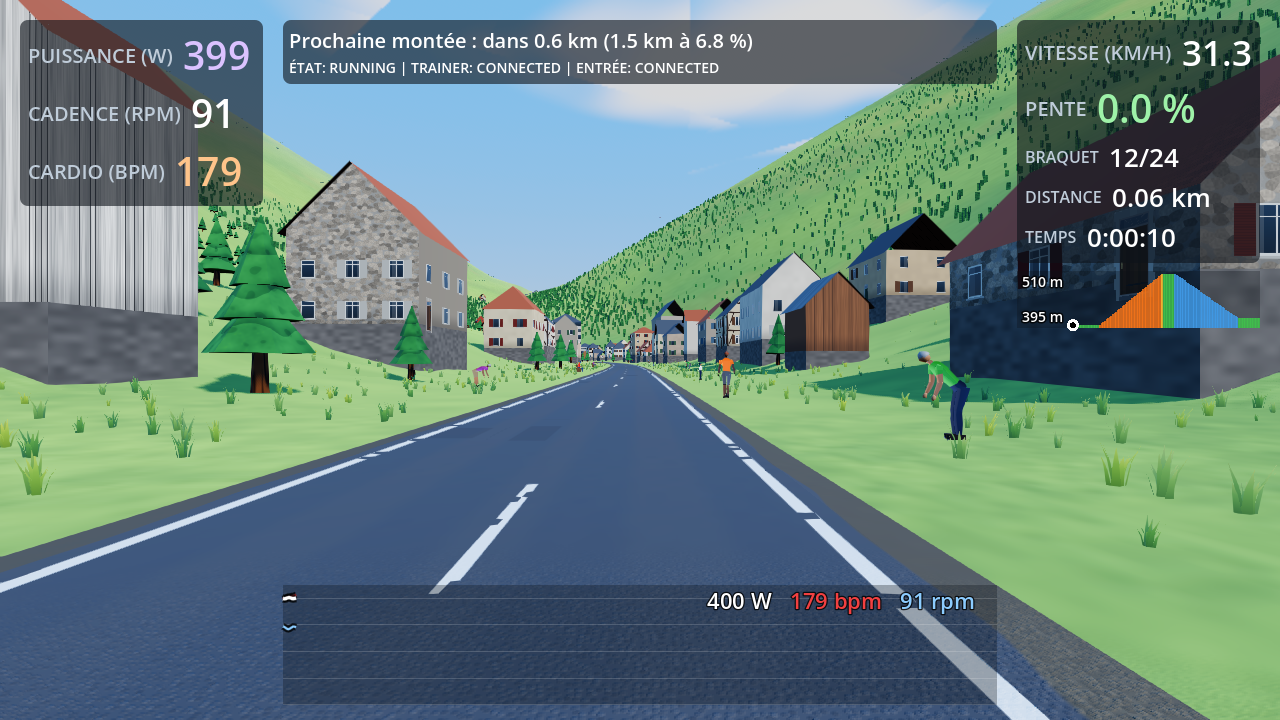 PUISSANCE (W) 399
CADENCE (RPM) 91
CARDIO (BPM) 179
Prochaine montée : dans 0.6 km (1.5 km à 6.8 %)
ÉTAT: RUNNING | TRAINER: CONNECTED | ENTRÉE: CONNECTED
VITESSE (KM/H) 31.3
PENTE 0.0 %
BRAQUET 12/24
DISTANCE 0.06 km
TEMPS 0:00:10
510 m
395 m
400 W 179 bpm 91 rpm